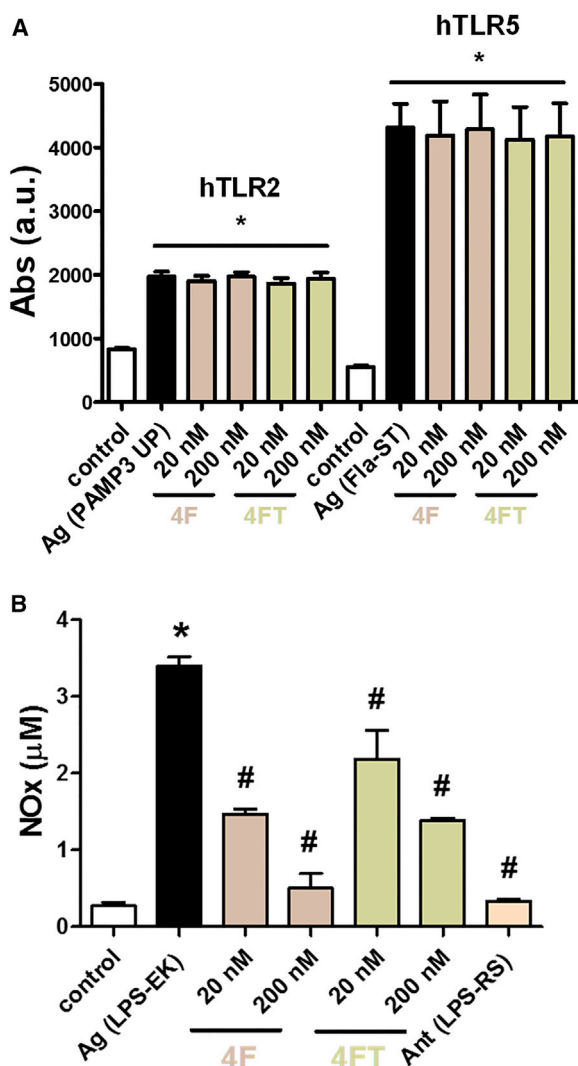 A
hTLR5
*
hTLR2
*
Abs (a.u.)
5000
4000
3000
2000
1000
0
control
Ag (PAMP3 UP)
20 nM
200 nM
20 nM
200 nM
control
Ag (Fla-ST)
20 nM
200 nM
20 nM
200 nM
4F 4FT 4F 4FT
B
NOx (μM)
4
3
2
1
0
*
#
#
#
#
#
control
Ag (LPS-EK)
20 nM
200 nM
20 nM
200 nM
Ant (LPS-RS)
4F 4FT